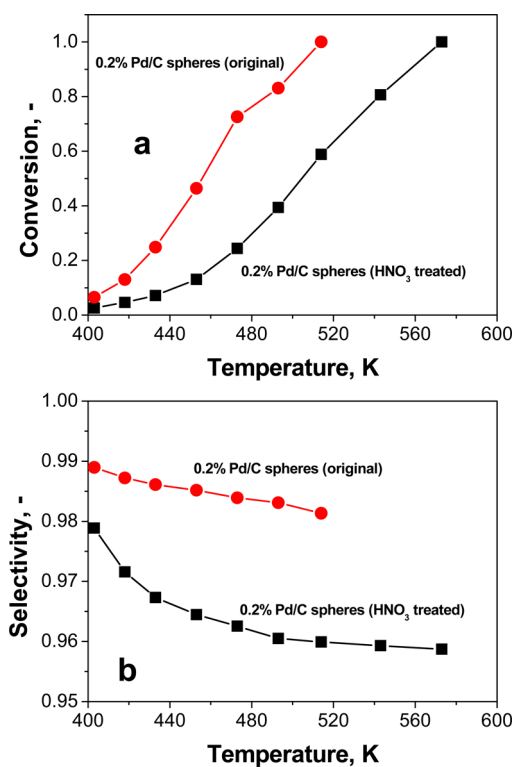 1.0
0.8
0.6
0.4
0.2
0.0
Conversion, -
0.2% Pd/C spheres (original)
a
0.2% Pd/C spheres (HNO₃ treated)
400 440 480 520 560 600
Temperature, K
1.00
0.99
0.98
0.97
0.96
0.95
Selectivity, -
0.2% Pd/C spheres (original)
0.2% Pd/C spheres (HNO₃ treated)
b
400 440 480 520 560 600
Temperature, K